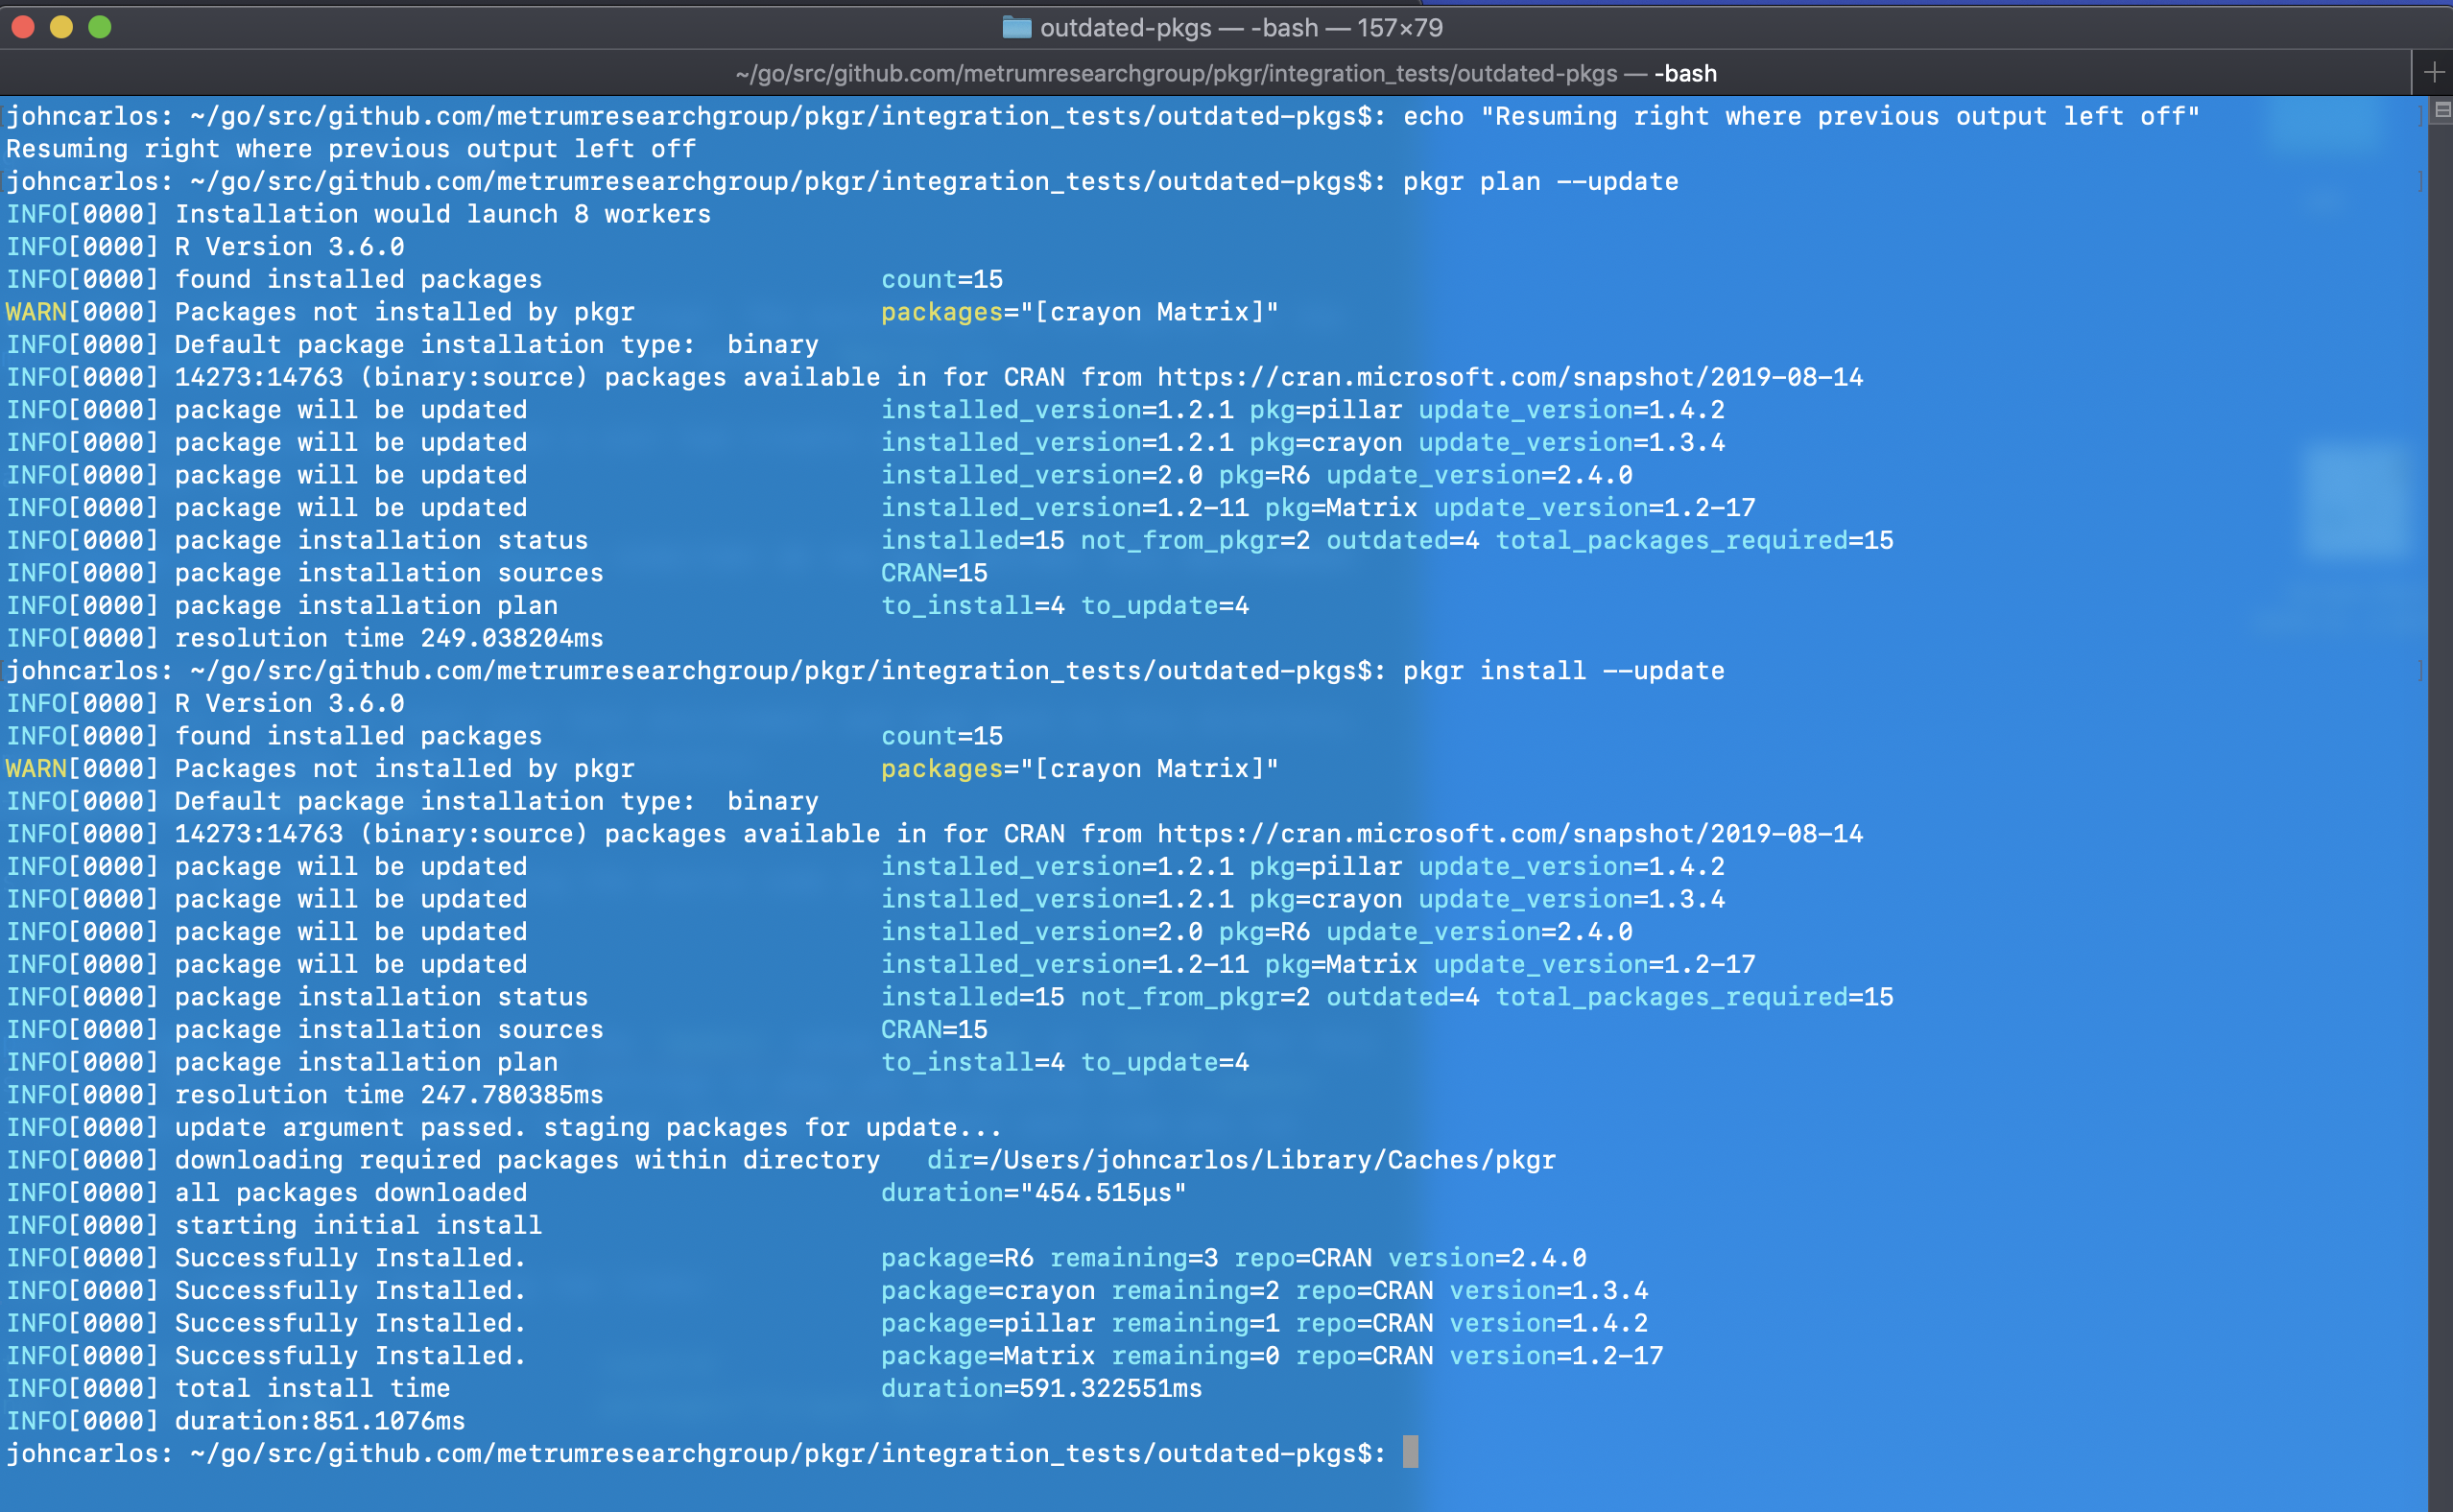 outdated-pkgs — -bash — 157×79
~/go/src/github.com/metrumresearchgroup/pkgr/integration_tests/outdated-pkgs — -bash
johncarlos: ~/go/src/github.com/metrumresearchgroup/pkgr/integration_tests/outdated-pkgs$: echo "Resuming right where previous output left off"
Resuming right where previous output left off
johncarlos: ~/go/src/github.com/metrumresearchgroup/pkgr/integration_tests/outdated-pkgs$: pkgr plan --update
INFO[0000] Installation would launch 8 workers
INFO[0000] R Version 3.6.0
INFO[0000] found installed packages                      count=15
WARN[0000] Packages not installed by pkgr                packages="[crayon Matrix]"
INFO[0000] Default package installation type:  binary
INFO[0000] 14273:14763 (binary:source) packages available in for CRAN from https://cran.microsoft.com/snapshot/2019-08-14
INFO[0000] package will be updated                       installed_version=1.2.1 pkg=pillar update_version=1.4.2
INFO[0000] package will be updated                       installed_version=1.2.1 pkg=crayon update_version=1.3.4
INFO[0000] package will be updated                       installed_version=2.0 pkg=R6 update_version=2.4.0
INFO[0000] package will be updated                       installed_version=1.2-11 pkg=Matrix update_version=1.2-17
INFO[0000] package installation status                   installed=15 not_from_pkgr=2 outdated=4 total_packages_required=15
INFO[0000] package installation sources                  CRAN=15
INFO[0000] package installation plan                     to_install=4 to_update=4
INFO[0000] resolution time 249.038204ms
johncarlos: ~/go/src/github.com/metrumresearchgroup/pkgr/integration_tests/outdated-pkgs$: pkgr install --update
INFO[0000] R Version 3.6.0
INFO[0000] found installed packages                      count=15
WARN[0000] Packages not installed by pkgr                packages="[crayon Matrix]"
INFO[0000] Default package installation type:  binary
INFO[0000] 14273:14763 (binary:source) packages available in for CRAN from https://cran.microsoft.com/snapshot/2019-08-14
INFO[0000] package will be updated                       installed_version=1.2.1 pkg=pillar update_version=1.4.2
INFO[0000] package will be updated                       installed_version=1.2.1 pkg=crayon update_version=1.3.4
INFO[0000] package will be updated                       installed_version=2.0 pkg=R6 update_version=2.4.0
INFO[0000] package will be updated                       installed_version=1.2-11 pkg=Matrix update_version=1.2-17
INFO[0000] package installation status                   installed=15 not_from_pkgr=2 outdated=4 total_packages_required=15
INFO[0000] package installation sources                  CRAN=15
INFO[0000] package installation plan                     to_install=4 to_update=4
INFO[0000] resolution time 247.780385ms
INFO[0000] update argument passed. staging packages for update...
INFO[0000] downloading required packages within directory   dir=/Users/johncarlos/Library/Caches/pkgr
INFO[0000] all packages downloaded                       duration="454.515µs"
INFO[0000] starting initial install
INFO[0000] Successfully Installed.                       package=R6 remaining=3 repo=CRAN version=2.4.0
INFO[0000] Successfully Installed.                       package=crayon remaining=2 repo=CRAN version=1.3.4
INFO[0000] Successfully Installed.                       package=pillar remaining=1 repo=CRAN version=1.4.2
INFO[0000] Successfully Installed.                       package=Matrix remaining=0 repo=CRAN version=1.2-17
INFO[0000] total install time                            duration=591.322551ms
INFO[0000] duration:851.1076ms
johncarlos: ~/go/src/github.com/metrumresearchgroup/pkgr/integration_tests/outdated-pkgs$: